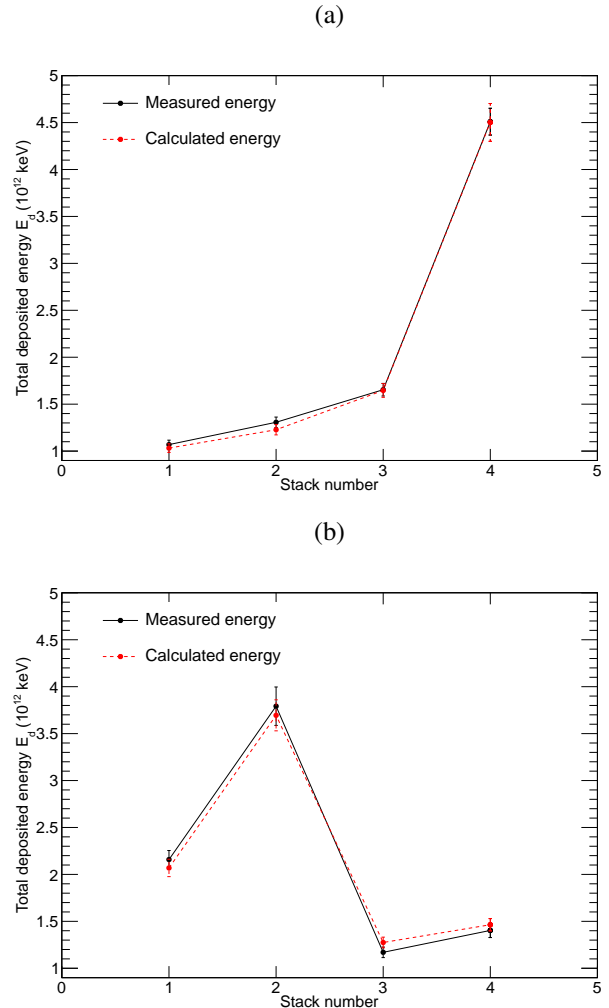 (a)
5
4.5
4
3.5
3
2.5
2
1.5
1
Total deposited energy E_d (10^12 keV)
Measured energy
Calculated energy
0 1 2 3 4 5
Stack number
(b)
5
4.5
4
3.5
3
2.5
2
1.5
1
Total deposited energy E_d (10^12 keV)
Measured energy
Calculated energy
0 1 2 3 4 5
Stack number